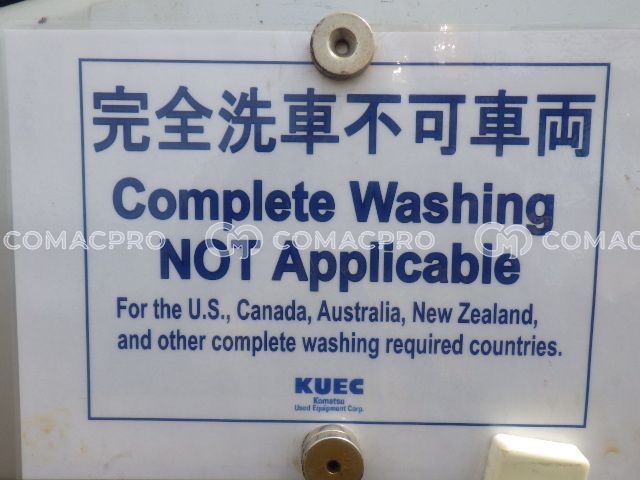 完全洗車不可車両
Complete Washing
NOT Applicable
COMACPRO COMACPRO COMACP
For the U.S., Canada, Australia, New Zealand,
and other complete washing required countries.
KUEC
Komatsu
Used Equipment Corp.